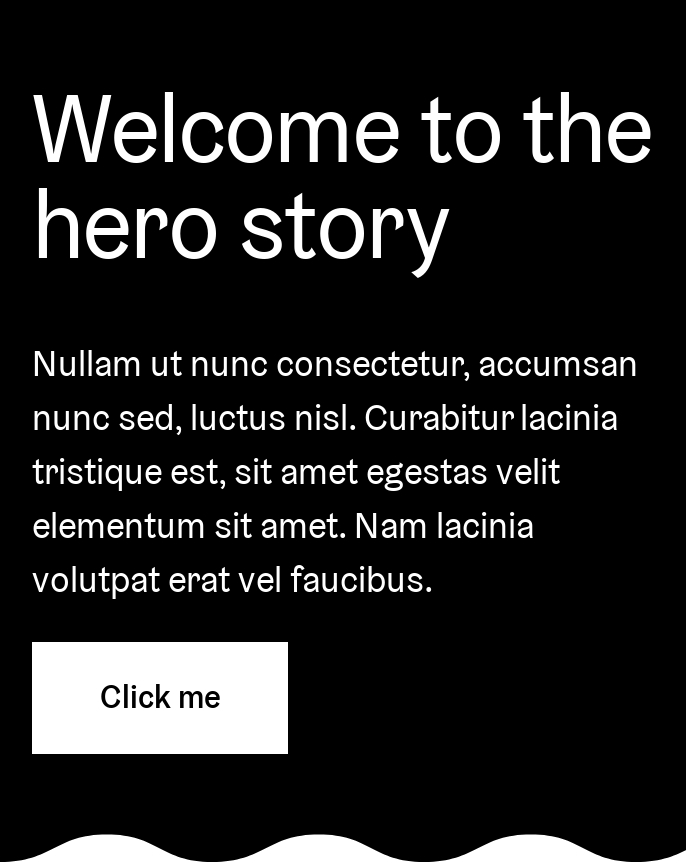 Welcome to the
hero story
Nullam ut nunc consectetur, accumsan
nunc sed, luctus nisl. Curabitur lacinia
tristique est, sit amet egestas velit
elementum sit amet. Nam lacinia
volutpat erat vel faucibus.
Click me